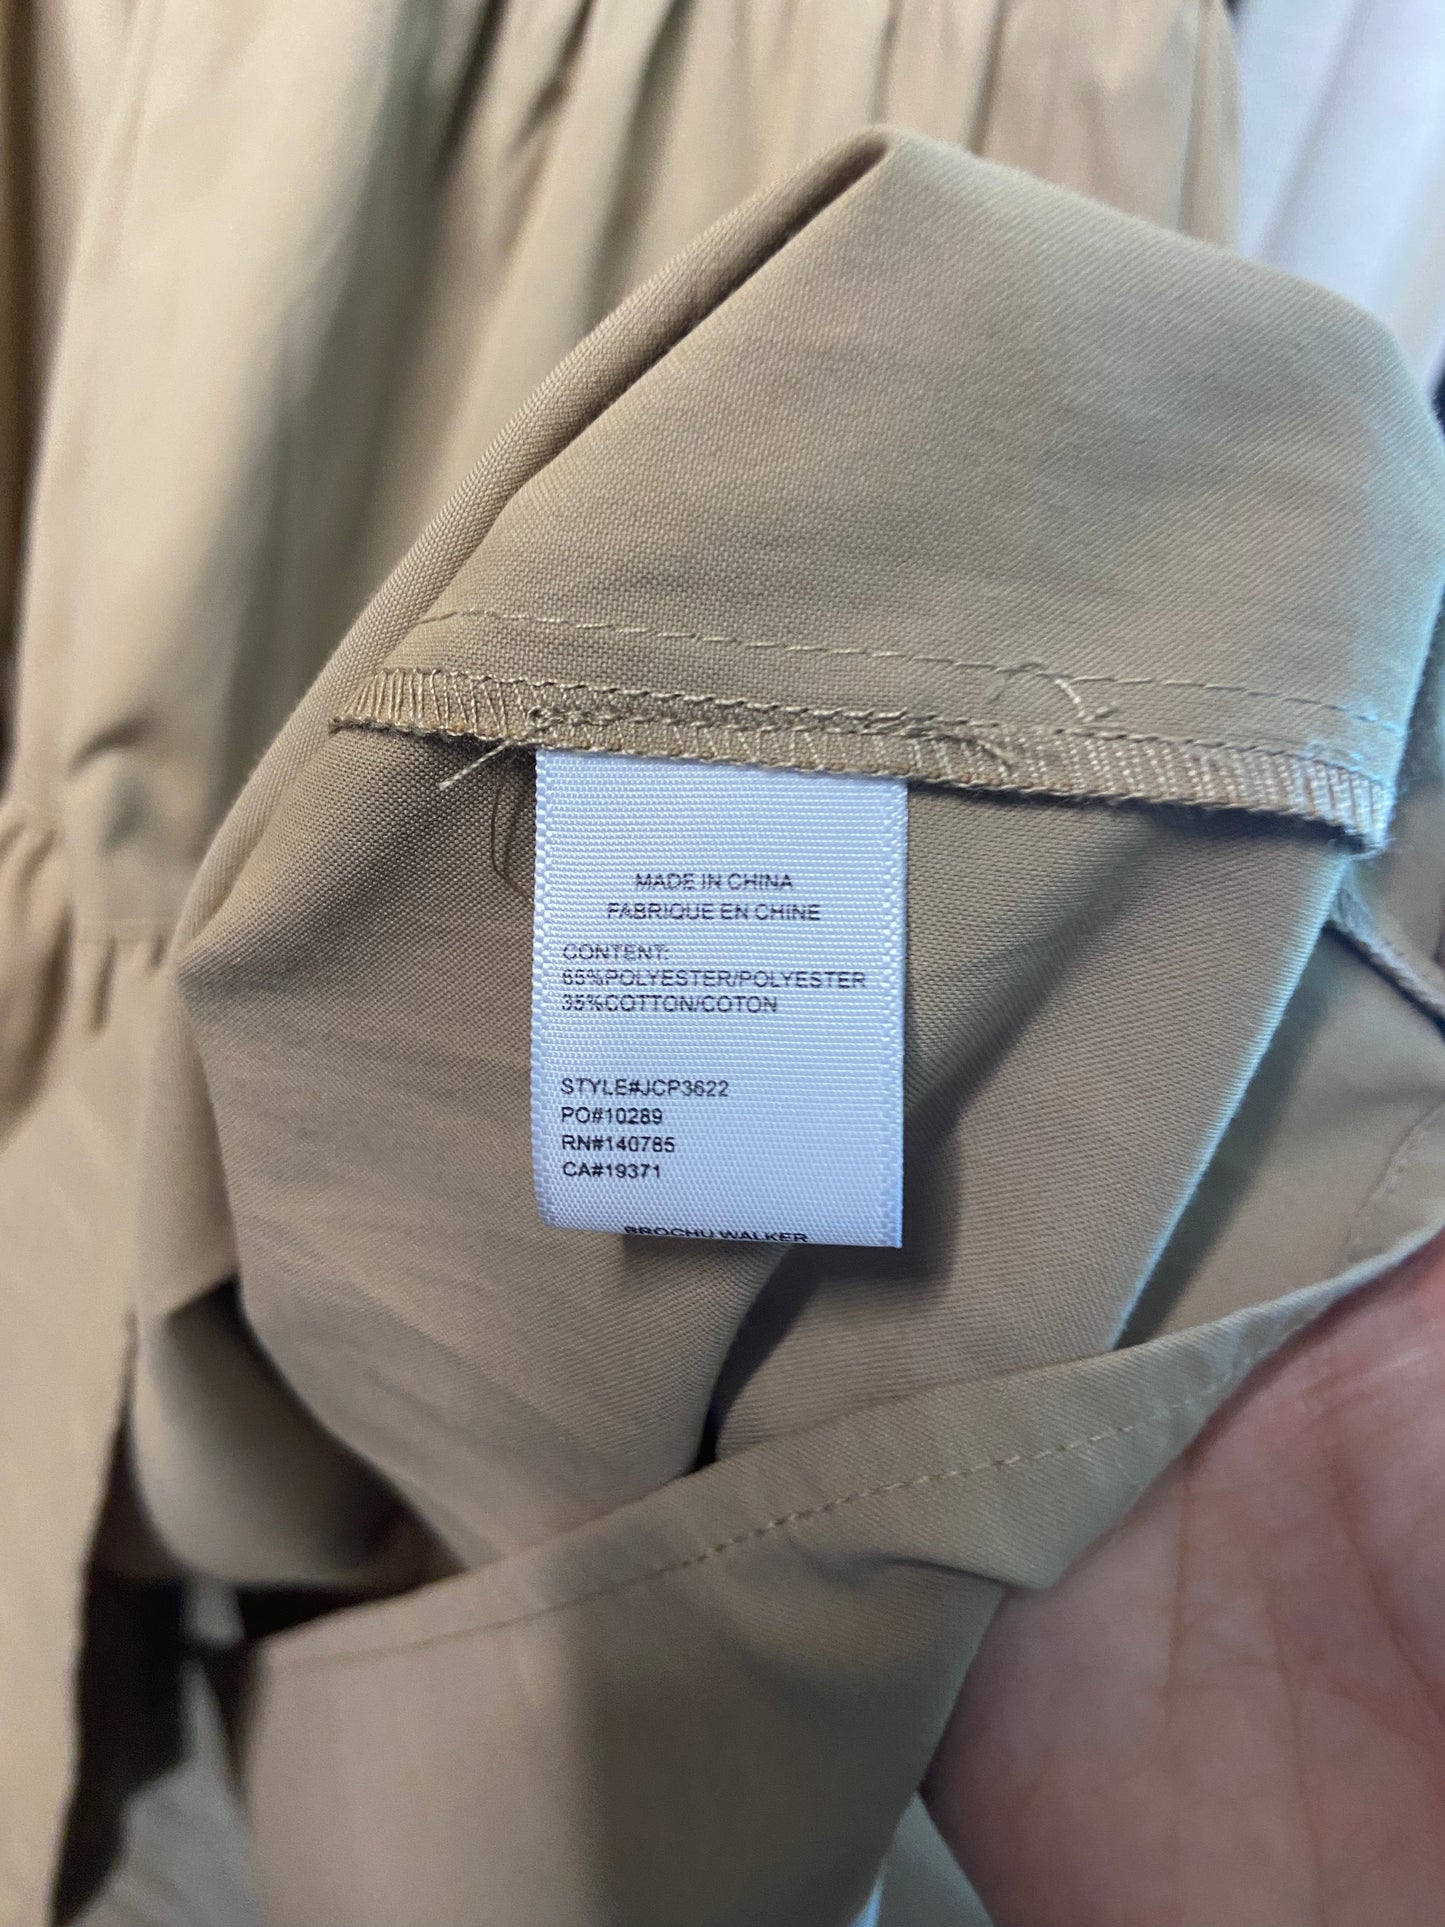 MADE IN CHINA
FABRIQUE EN CHINE
CONTENT:
65%POLYESTER/POLYESTER
35%COTTON/COTON
STYLE#JCP3622
PO#10289
RN#140785
CA#19371
BROCHU WALKER